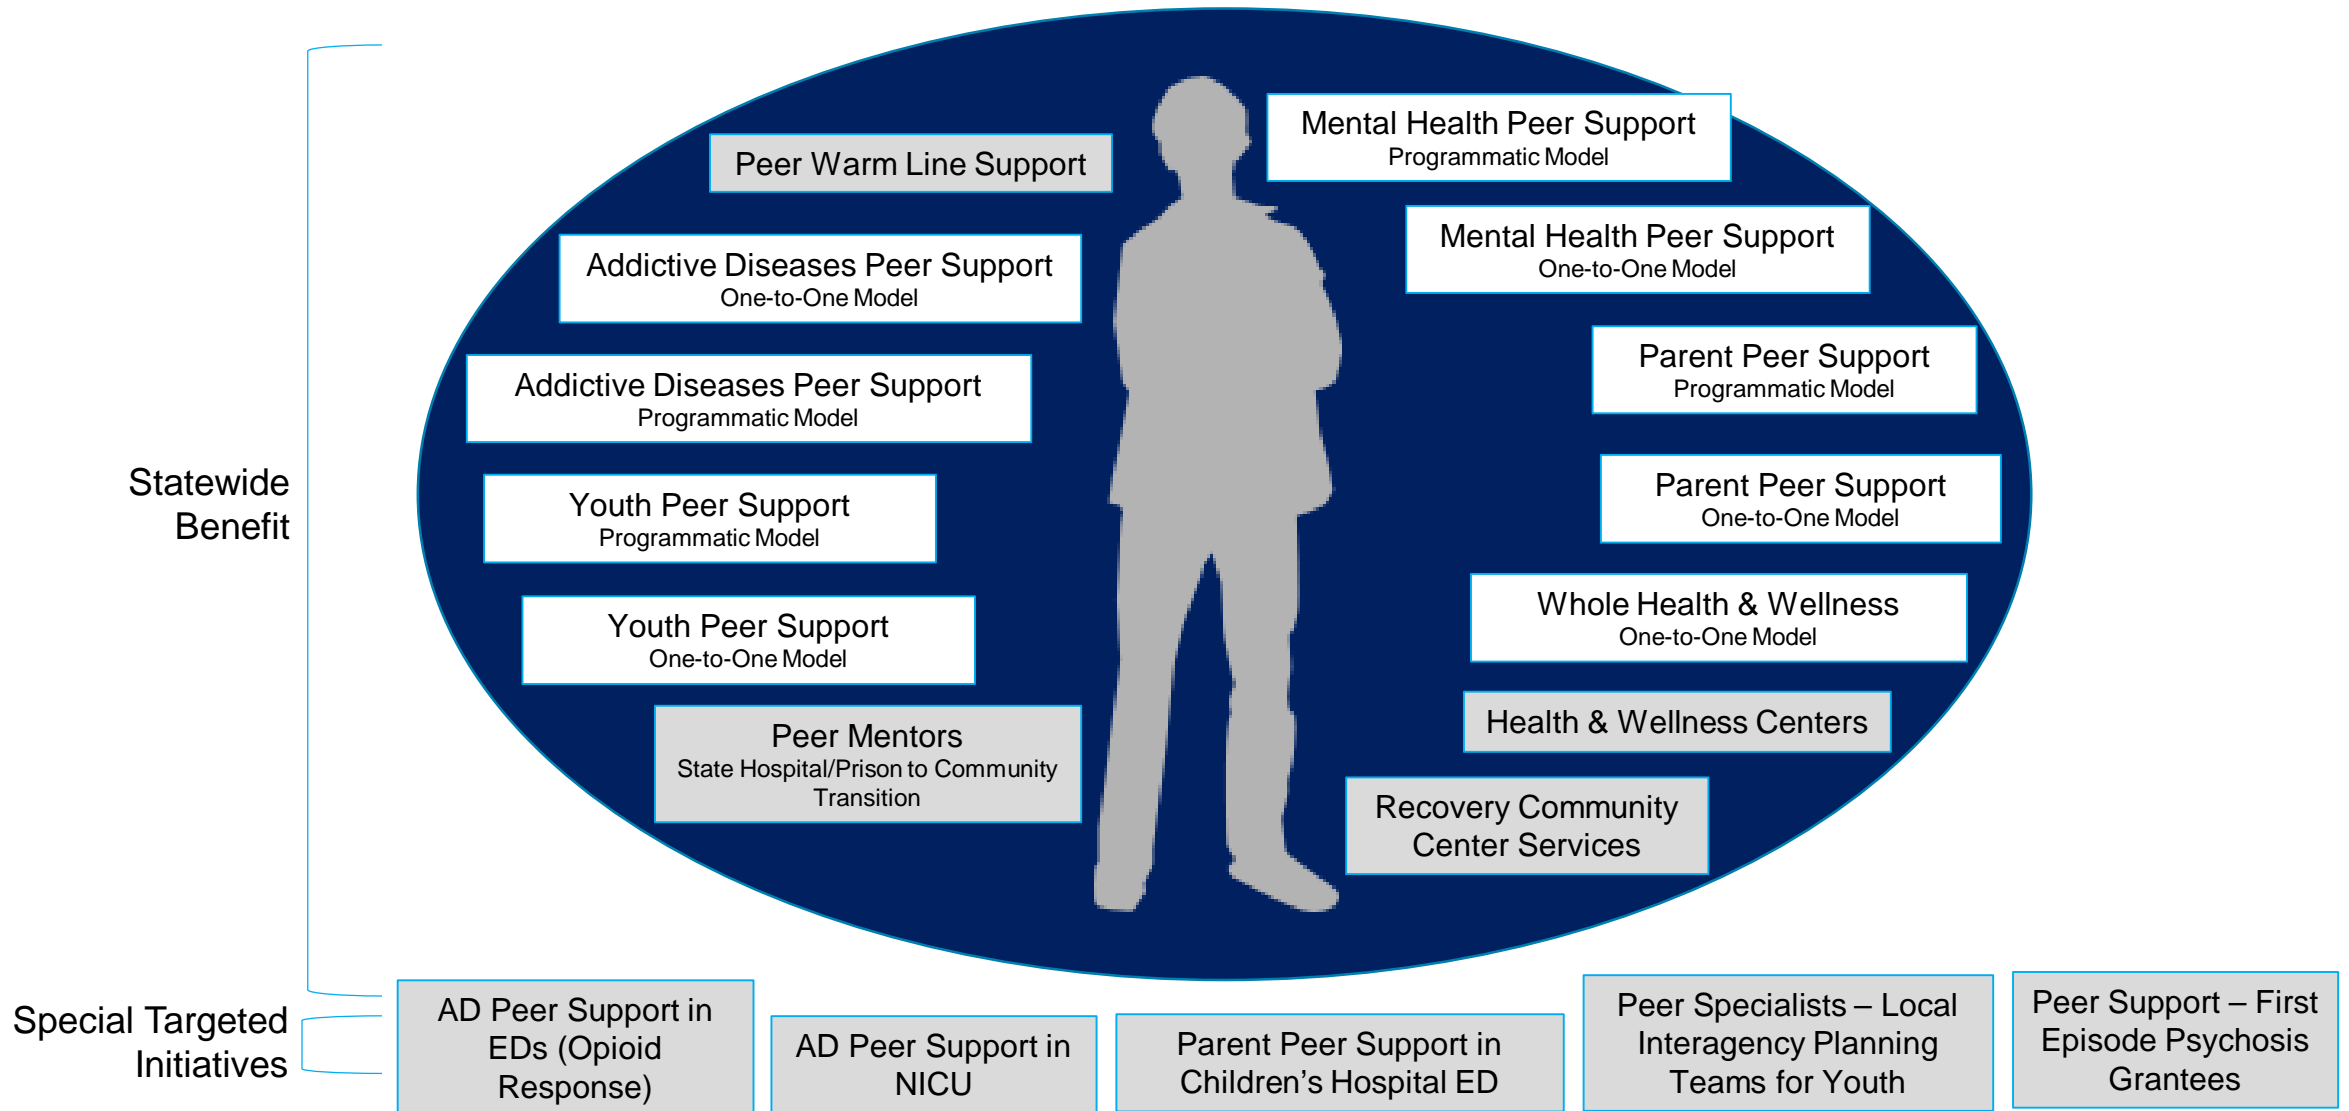 Statewide
Benefit
Peer Warm Line Support
Addictive Diseases Peer Support
One-to-One Model
Addictive Diseases Peer Support
Programmatic Model
Youth Peer Support
Programmatic Model
Youth Peer Support
One-to-One Model
Peer Mentors
State Hospital/Prison to Community
Transition
Mental Health Peer Support
Programmatic Model
Mental Health Peer Support
One-to-One Model
Parent Peer Support
Programmatic Model
Parent Peer Support
One-to-One Model
Whole Health & Wellness
One-to-One Model
Health & Wellness Centers
Recovery Community
Center Services
Special Targeted
Initiatives
AD Peer Support in
EDs (Opioid
Response)
AD Peer Support in
NICU
Parent Peer Support in
Children’s Hospital ED
Peer Specialists – Local
Interagency Planning
Teams for Youth
Peer Support – First
Episode Psychosis
Grantees